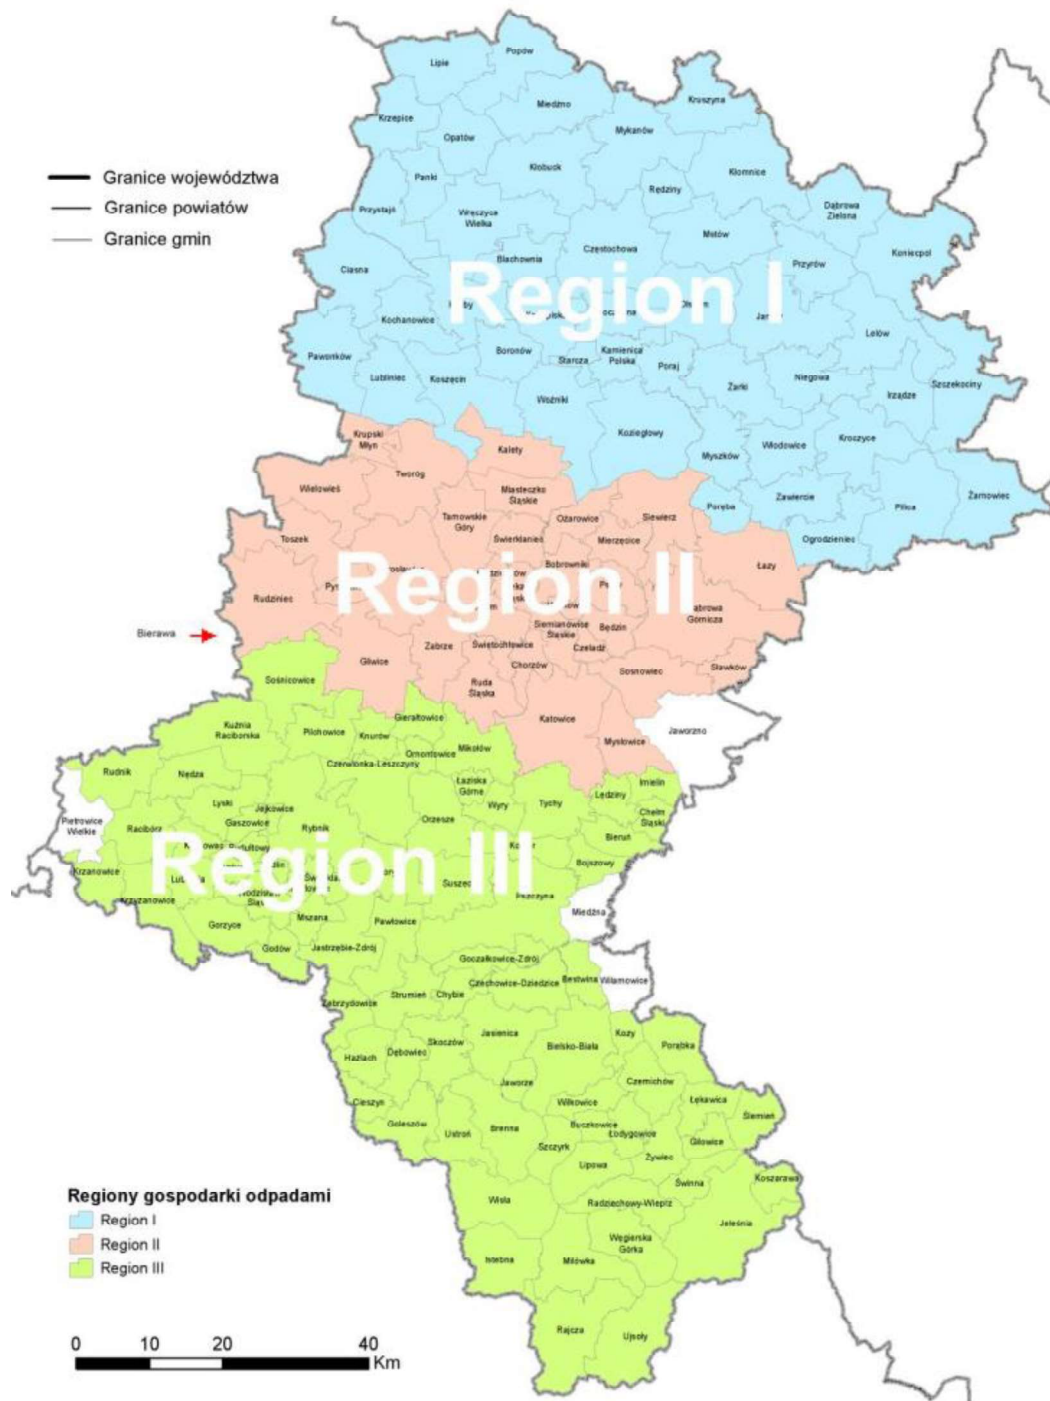 Popów
Lipie
Miedźno
Kruszyna
Krzepice
Mykanów
Opatów
Kłobuck
Kłomnice
Granice województwa
Panki
Rędziny
Granice powiatów
Przystajń
Dąbrowa
Zielona
Wręczyca
Wielka
Mstów
Granice gmin
Częstochowa
Koniecpol
Blachownia
Przyrów
Ciasna
Region I
Kochanowice
Lelów
Boronów
Kamienica
Polska
Pawonków
Starcza
Poraj
Lubliniec
Koszęcin
Niegowa
Żarki
Szczekociny
Irządze
Woźniki
Koziegłowy
Kroczyce
Krupski
Młyn
Włodowice
Kalety
Myszków
Tworóg
Wielowieś
Miasteczko
Śląskie
Zawiercie
Żarnowiec
Poręba
Pilica
Tarnowskie
Góry
Ożarowice
Siewierz
Toszek
Świerklaniec
Mierzęcice
Ogrodzieniec
Bobrowniki
Łazy
Region II
Rudziniec
Górnicza
Siemianowice
Śląskie
Będzin
Bierawa
Zabrze
Świętochłowice
Czeladź
Gliwice
Chorzów
Sosnowiec
Sławków
Sośnicowice
Ruda
Śląska
Katowice
Gierałtowice
Kuźnia
Raciborska
Pilchowice
Knurów
Jaworzno
Mysłowice
Ornontowice
Mikołów
Czerwionka-Leszczyny
Rudnik
Nędza
Łaziska
Górne
Imielin
Lędziny
Wyry
Tychy
Lyski
Jejkowice
Chełm
Śląski
Pietrowice
Wielkie
Gaszowice
Orzesze
Racibórz
Rybnik
Bieruń
Region III
Bojszowy
Krzanowice
Krzyżanowice
Miedźna
Mszana
Pawłowice
Gorzyce
Godów
Jastrzębie-Zdrój
Goczałkowice-Zdrój
Czechowice-Dziedzice
Bestwina
Wilamowice
Zebrzydowice
Strumień
Chybie
Jasienica
Kozy
Skoczów
Bielsko-Biała
Porąbka
Hażlach
Dębowiec
Jaworze
Czernichów
Cieszyn
Wilkowice
Łękawica
Ślemień
Goleszów
Buczkowice
Ustroń
Brenna
Łodygowice
Gilowice
Szczyrk
Żywiec
Lipowa
Świnna
Koszarawa
Regiony gospodarki odpadami
Wisła
Radziechowy-Wieprz
Region I
Jeleśnia
Region II
Węgierska
Górka
Region III
Istebna
Milówka
Rajcza
Ujsoły
0 10 20 40
Km